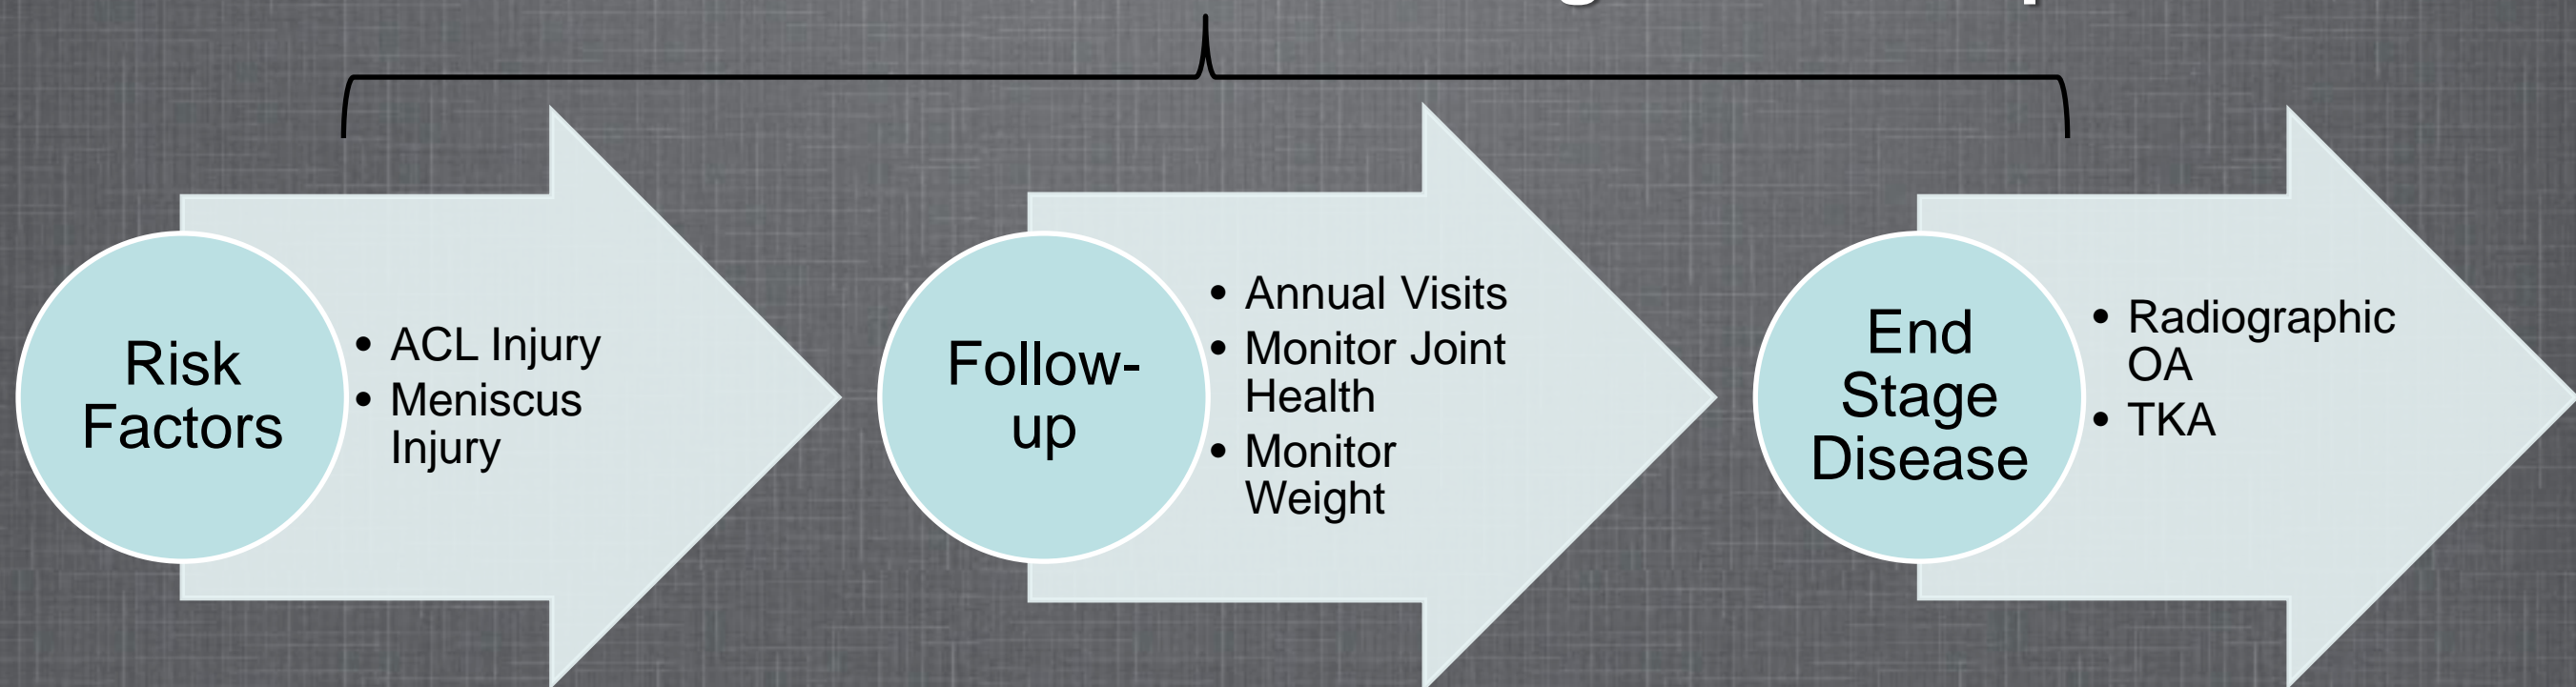 Risk
Factors
• ACL Injury
• Meniscus
Injury
Follow-
up
• Annual Visits
• Monitor Joint
Health
• Monitor
Weight
End
Stage
Disease
• Radiographic
OA
• TKA